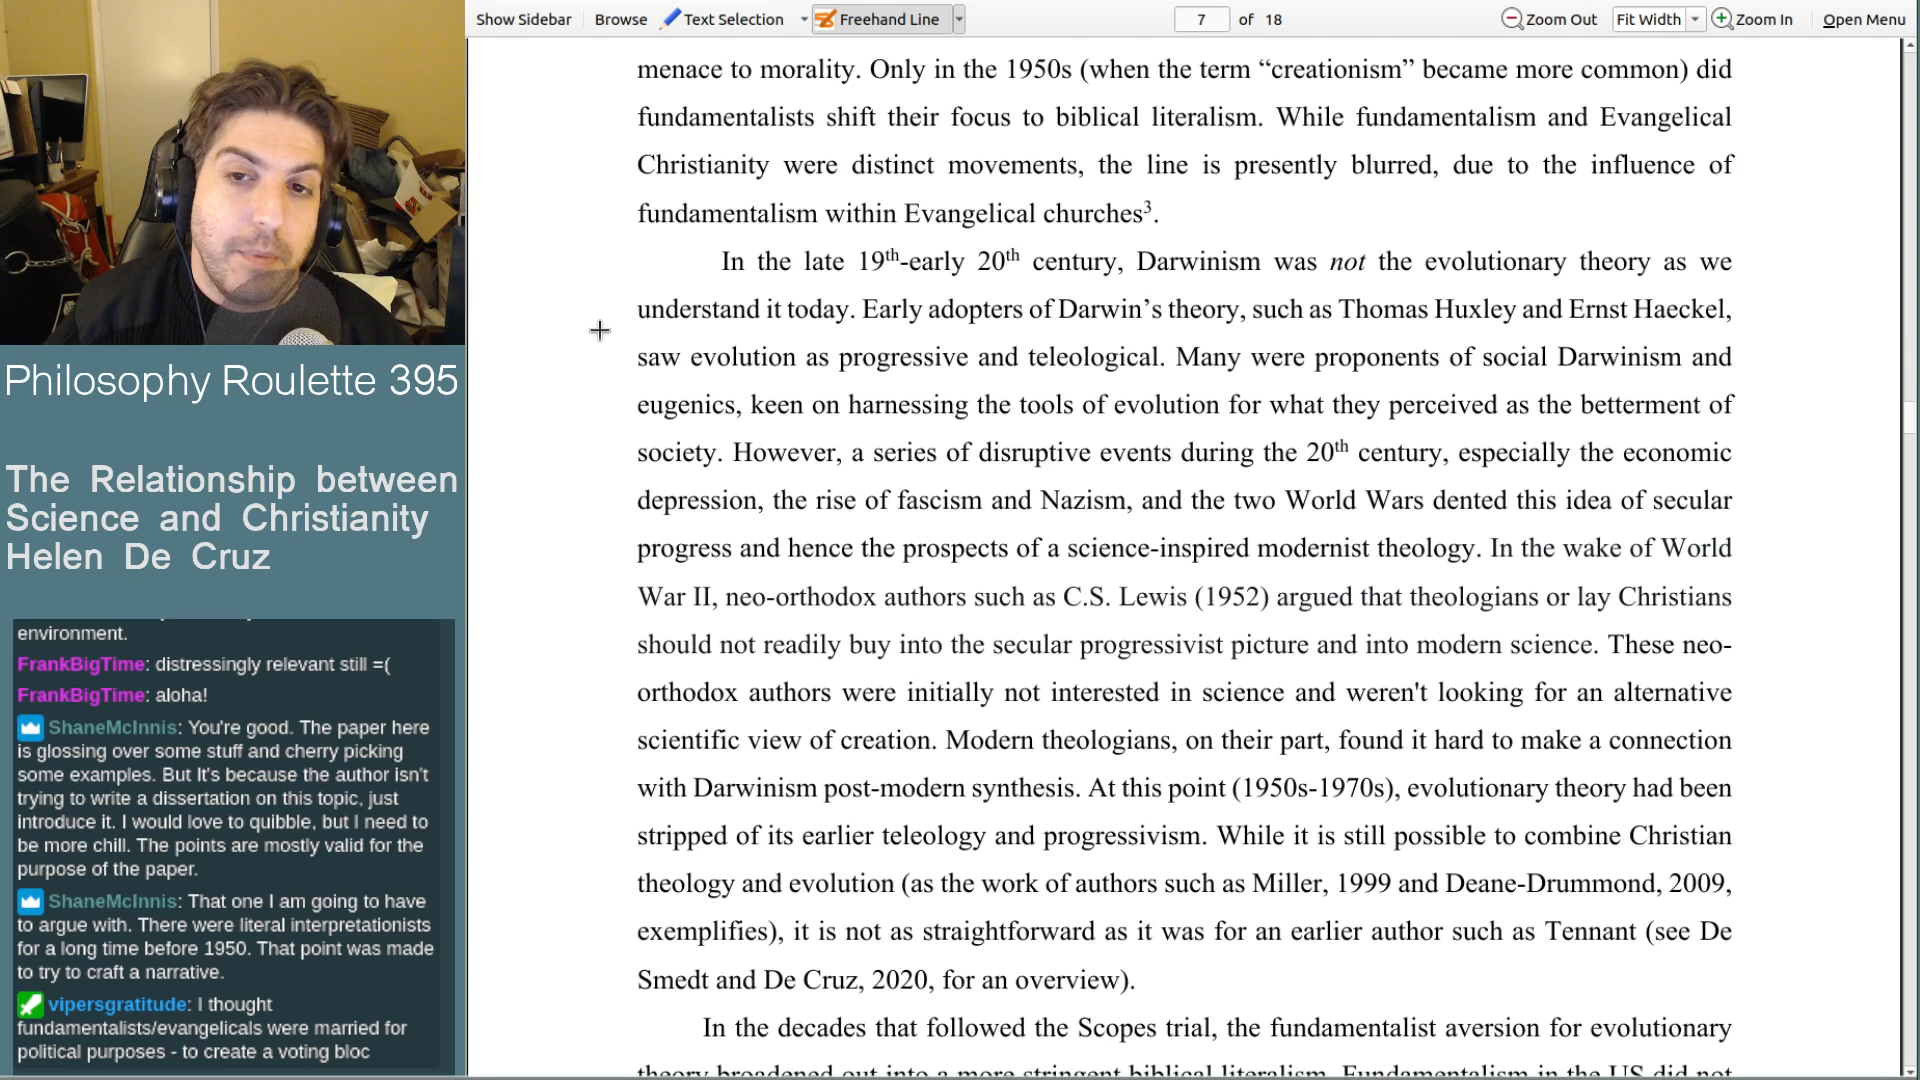 Show Sidebar Browse Text Selection Freehand Line 7 of 18 Zoom Out Fit Width Zoom In Open Menu
menace to morality. Only in the 1950s (when the term “creationism” became more common) did
fundamentalists shift their focus to biblical literalism. While fundamentalism and Evangelical
Christianity were distinct movements, the line is presently blurred, due to the influence of
fundamentalism within Evangelical churches3.
In the late 19th-early 20th century, Darwinism was not the evolutionary theory as we
understand it today. Early adopters of Darwin’s theory, such as Thomas Huxley and Ernst Haeckel,
saw evolution as progressive and teleological. Many were proponents of social Darwinism and
eugenics, keen on harnessing the tools of evolution for what they perceived as the betterment of
society. However, a series of disruptive events during the 20th century, especially the economic
depression, the rise of fascism and Nazism, and the two World Wars dented this idea of secular
progress and hence the prospects of a science-inspired modernist theology. In the wake of World
War II, neo-orthodox authors such as C.S. Lewis (1952) argued that theologians or lay Christians
should not readily buy into the secular progressivist picture and into modern science. These neo-
orthodox authors were initially not interested in science and weren't looking for an alternative
scientific view of creation. Modern theologians, on their part, found it hard to make a connection
with Darwinism post-modern synthesis. At this point (1950s-1970s), evolutionary theory had been
stripped of its earlier teleology and progressivism. While it is still possible to combine Christian
theology and evolution (as the work of authors such as Miller, 1999 and Deane-Drummond, 2009,
exemplifies), it is not as straightforward as it was for an earlier author such as Tennant (see De
Smedt and De Cruz, 2020, for an overview).
In the decades that followed the Scopes trial, the fundamentalist aversion for evolutionary
theory broadened out into a more stringent biblical literalism. Fundamentalism in the US did not
Philosophy Roulette 395
The Relationship between
Science and Christianity
Helen De Cruz
environment.
FrankBigTime: distressingly relevant still =(
FrankBigTime: aloha!
ShaneMcInnis: You're good. The paper here
is glossing over some stuff and cherry picking
some examples. But It's because the author isn't
trying to write a dissertation on this topic, just
introduce it. I would love to quibble, but I need to
be more chill. The points are mostly valid for the
purpose of the paper.
ShaneMcInnis: That one I am going to have
to argue with. There were literal interpretationists
for a long time before 1950. That point was made
to try to craft a narrative.
vipersgratitude: I thought
fundamentalists/evangelicals were married for
political purposes - to create a voting bloc